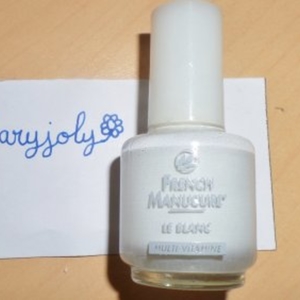 aryjoly
FRENCH
MANUCURE
LE BLANC
MULTI-VITAMINE